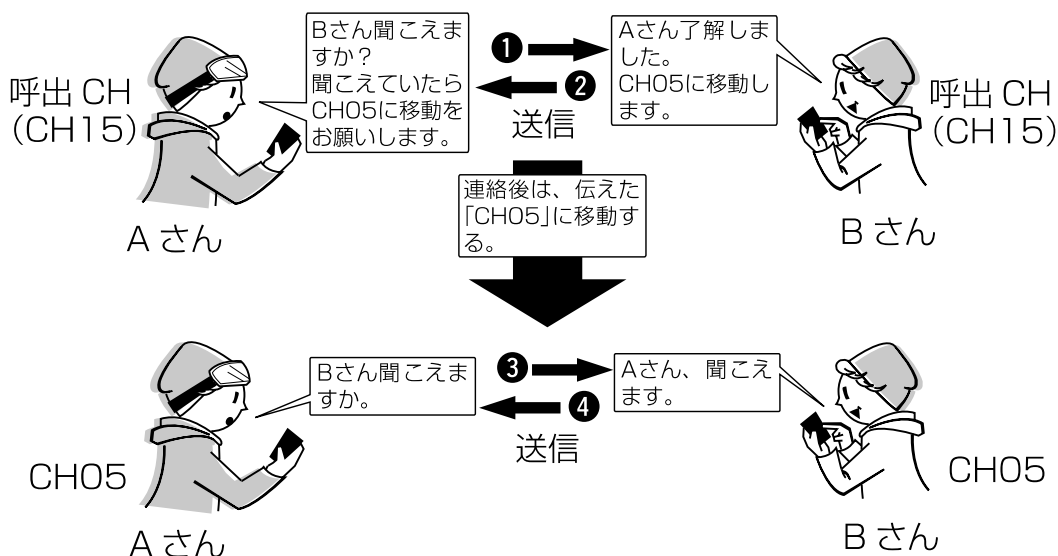 呼出 CH
(CH15)
Bさん聞こえま
すか?
聞こえていたら
CH05に移動を
お願いします。
❶
❷
送信
Aさん了解しま
した。
CH05に移動し
ます。
呼出 CH
(CH15)
A さん
B さん
連絡後は、伝えた
「CH05」に移動す
る。
CH05
Bさん聞こえま
すか。
❸
❹
送信
Aさん、聞こえ
ます。
CH05
A さん
B さん